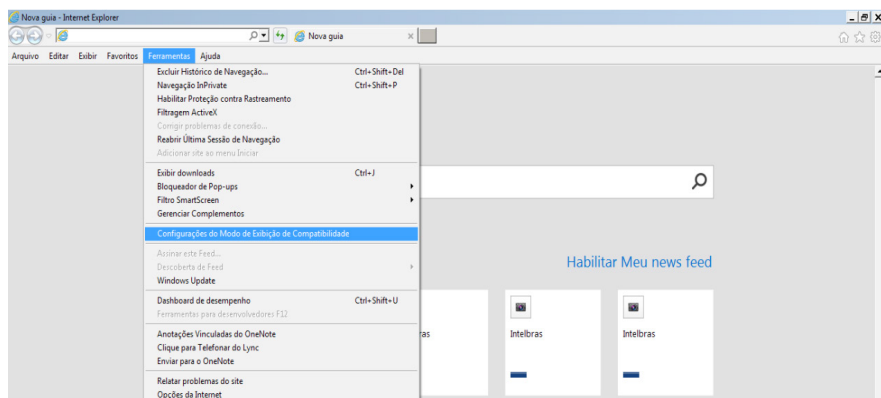 Nova guia - Internet Explorer
Nova guia
Arquivo Editar Exibir Favoritos Ferramentas Ajuda
Excluir Histórico de Navegação... Ctrl+Shift+Del
Navegação InPrivate Ctrl+Shift+P
Habilitar Proteção contra Rastreamento
Filtragem ActiveX
Corrigir problemas de conexão...
Reabrir Última Sessão de Navegação
Adicionar site ao menu Iniciar
Exibir downloads Ctrl+J
Bloqueador de Pop-ups
Filtro SmartScreen
Gerenciar Complementos
Configurações do Modo de Exibição de Compatibilidade
Assinar este Feed...
Descoberta de Feed
Windows Update
Habilitar Meu news feed
Dashboard de desempenho Ctrl+Shift+U
Ferramentas para desenvolvedores F12
Anotações Vinculadas do OneNote
ras Intelbras Intelbras
Clique para Telefonar do Lync
Enviar para o OneNote
Relatar problemas do site
Opções da Internet